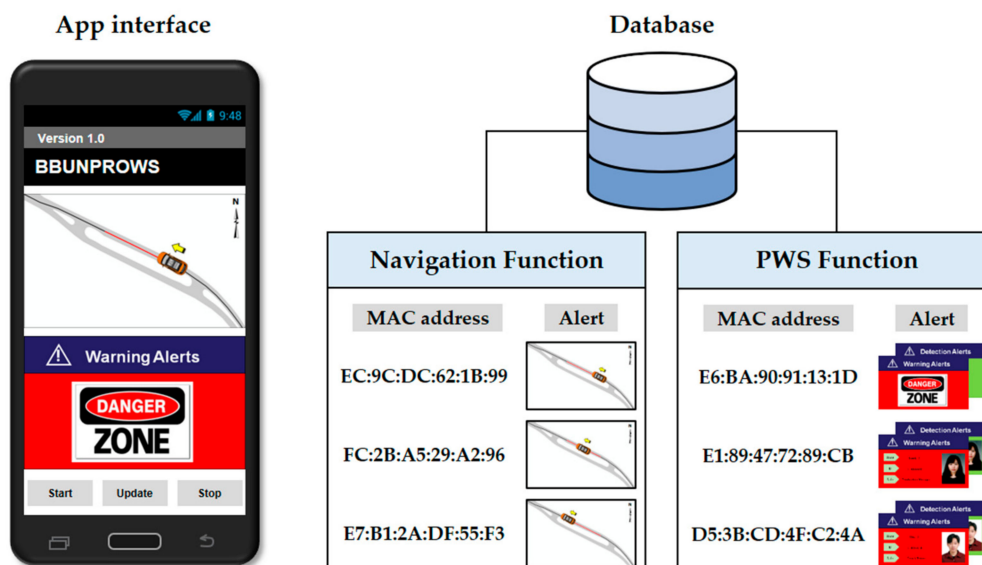 App interface
Database
9:48
Version 1.0
BBUNPROWS
N
Warning Alerts
DANGER
ZONE
Start
Update
Stop
Navigation Function
MAC address
Alert
EC:9C:DC:62:1B:99
FC:2B:A5:29:A2:96
E7:B1:2A:DF:55:F3
PWS Function
MAC address
Alert
E6:BA:90:91:13:1D
Detection Alerts
Warning Alerts
DANGER
ZONE
E1:89:47:72:89:CB
Detection Alerts
Warning Alerts
D5:3B:CD:4F:C2:4A
Detection Alerts
Warning Alerts